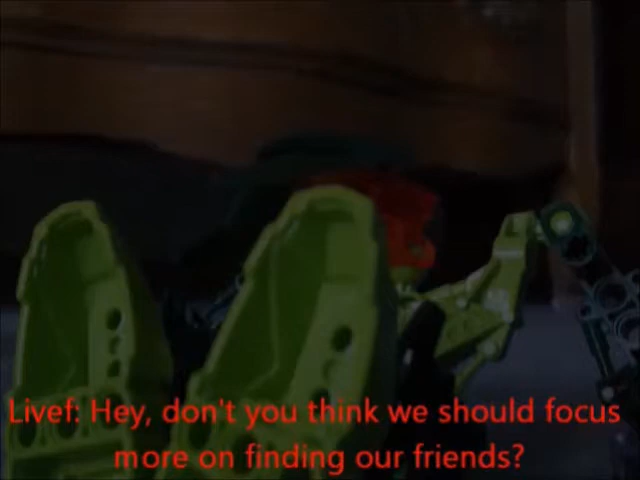 Livef: Hey, don't you think we should focus
more on finding our friends?